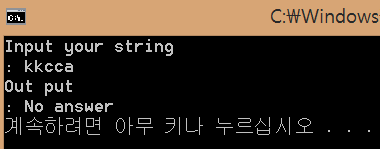 C:\Windows
Input your string
: kkcca
Out put
: No answer
계속하려면 아무 키나 누르십시오 . . .